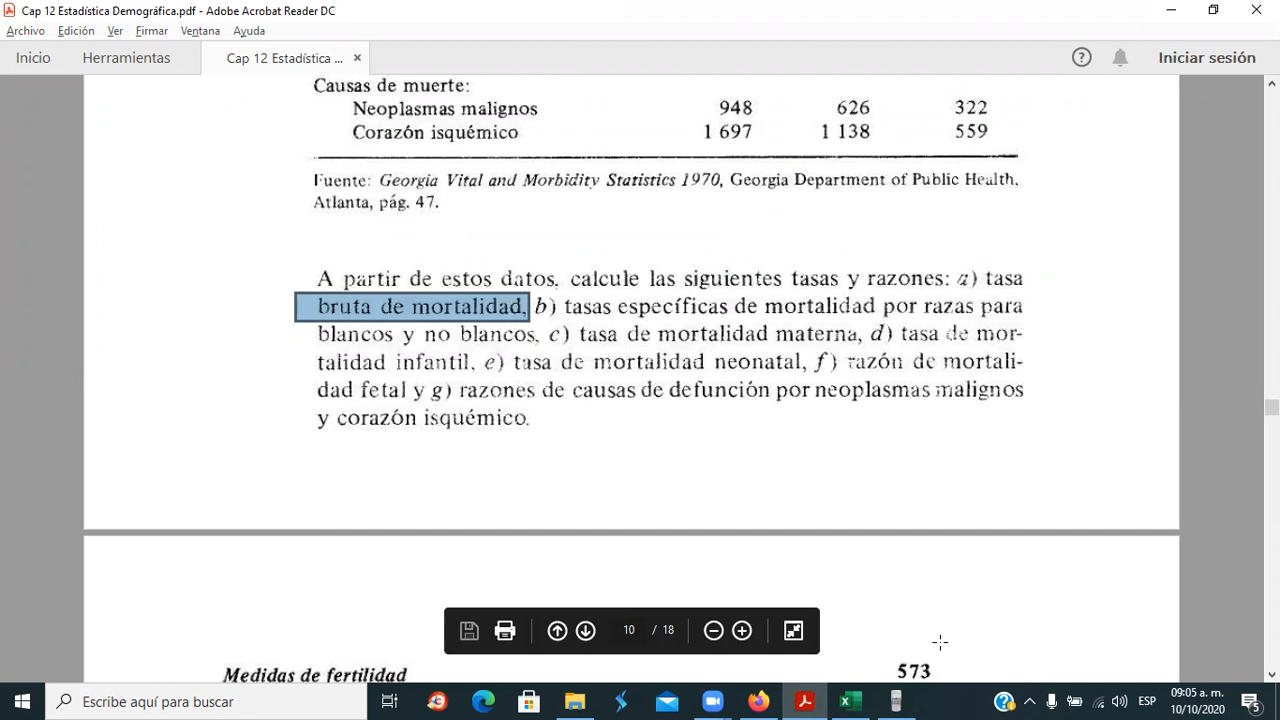 Cap 12 Estadística Demográfica.pdf - Adobe Acrobat Reader DC
Archivo Edición Ver Firmar Ventana Ayuda
Inicio Herramientas Cap 12 Estadística ... × Iniciar sesión
Causas de muerte:
Neoplasmas malignos 948 626 322
Corazón isquémico 1 697 1 138 559
Fuente: Georgia Vital and Morbidity Statistics 1970, Georgia Department of Public Health,
Atlanta, pág. 47.
A partir de estos datos, calcule las siguientes tasas y razones: a) tasa
bruta de mortalidad, b) tasas específicas de mortalidad por razas para
blancos y no blancos, c) tasa de mortalidad materna, d) tasa de mor-
talidad infantil, e) tasa de mortalidad neonatal, f) razón de mortali-
dad fetal y g) razones de causas de defunción por neoplasmas malignos
y corazón isquémico.
10 / 18
Medidas de fertilidad 573
Escribe aquí para buscar
ESP
09:05 a. m.
10/10/2020
5